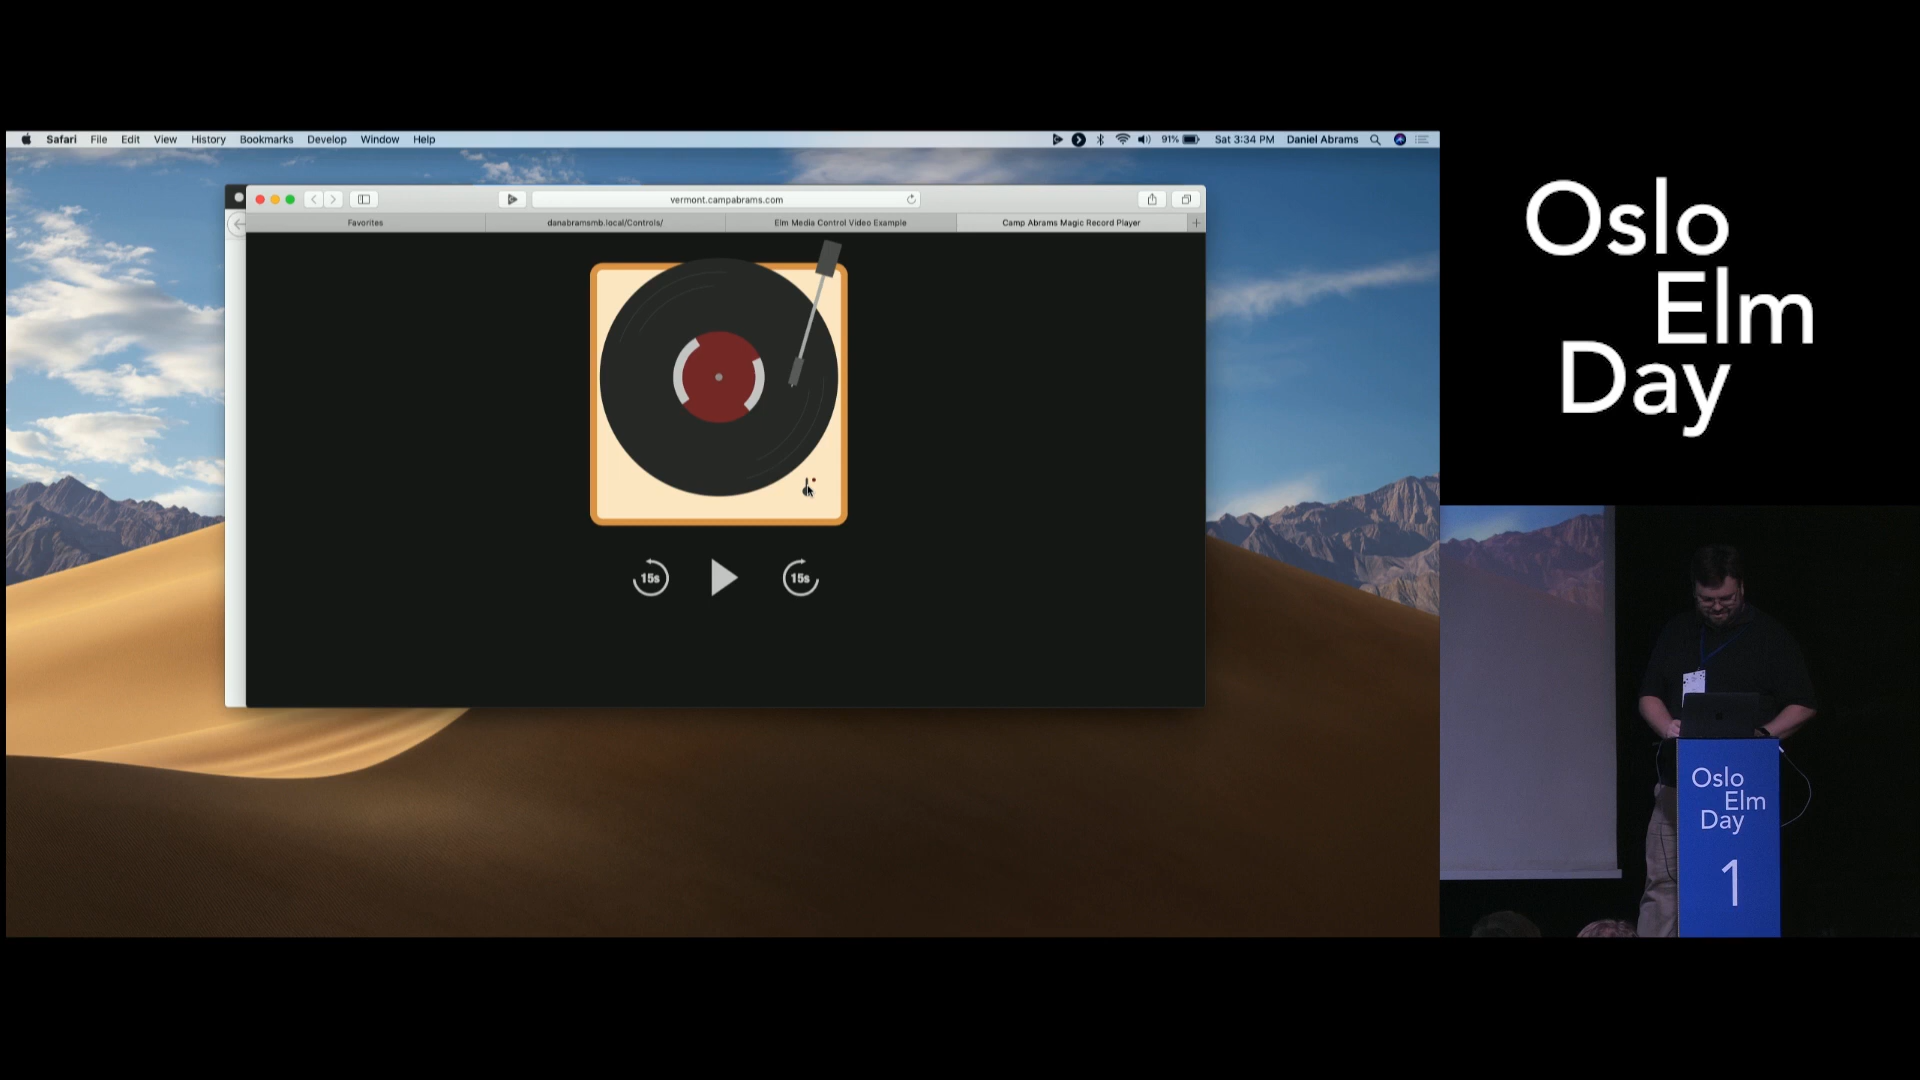 Safari File Edit View History Bookmarks Develop Window Help
91% Sat 3:34 PM Daniel Abrams
vermont.campabrams.com
Favorites
danabramsmb.local/Controls/
Elm Media Control Video Example
Camp Abrams Magic Record Player
15s
15s
Oslo
Elm
Day
Oslo
Elm
Day
1